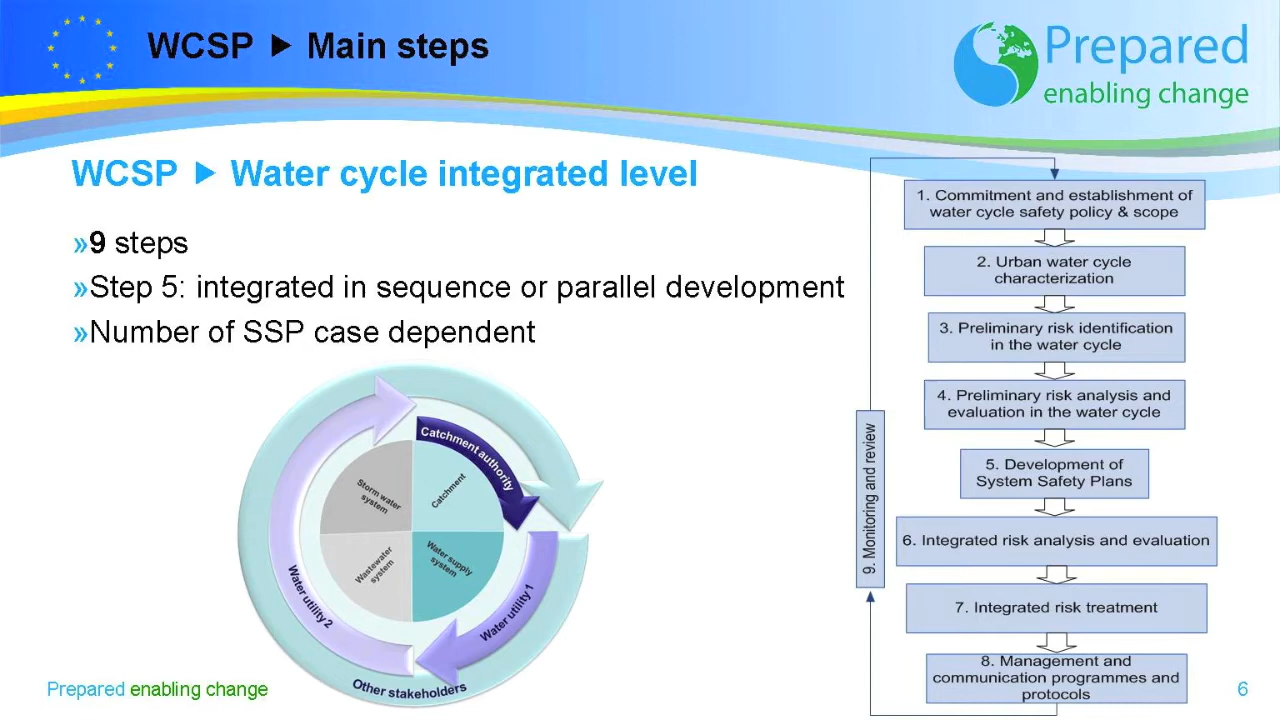 WCSP ► Main steps
Prepared
enabling change
WCSP ► Water cycle integrated level
»9 steps
»Step 5: integrated in sequence or parallel development
»Number of SSP case dependent
Catchment authority
Storm water
system
Catchment
Wastewater
system
Water supply
system
Water utility 2
Water utility 1
Other stakeholders
1. Commitment and establishment of
water cycle safety policy & scope
2. Urban water cycle
characterization
3. Preliminary risk identification
in the water cycle
4. Preliminary risk analysis and
evaluation in the water cycle
5. Development of
System Safety Plans
6. Integrated risk analysis and evaluation
7. Integrated risk treatment
8. Management and
communication programmes and
protocols
9. Monitoring and review
Prepared enabling change
6